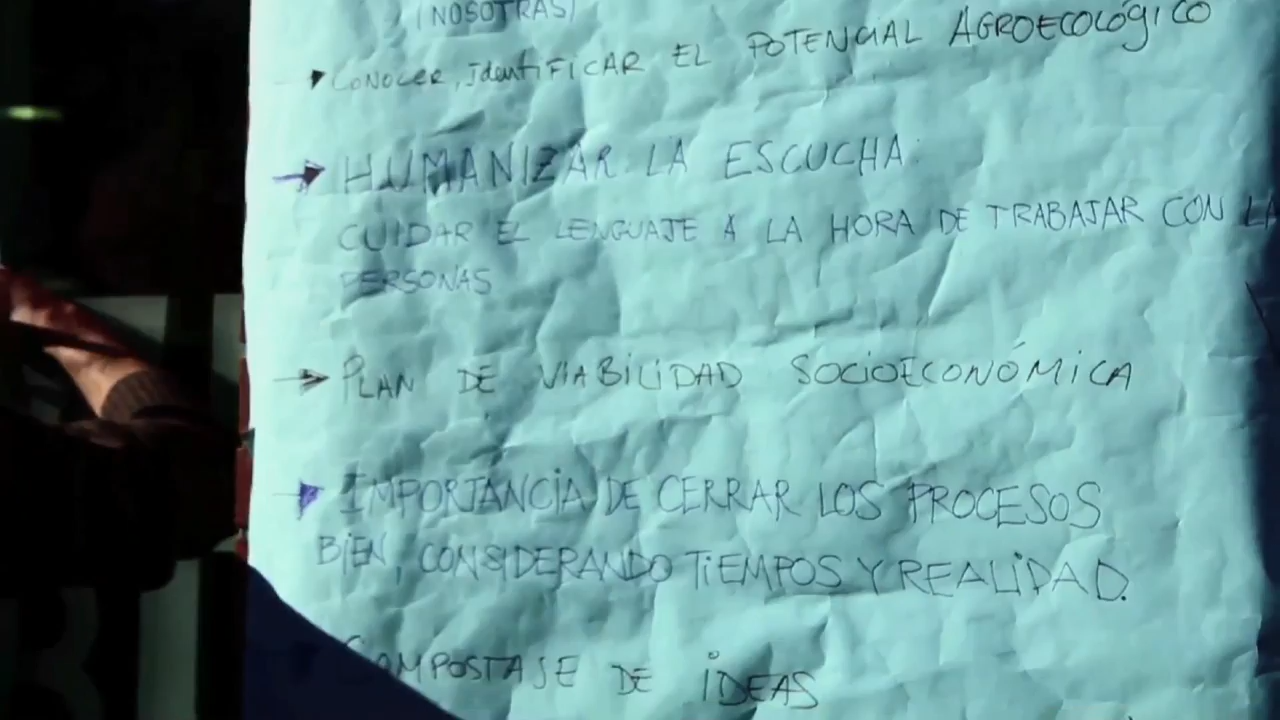 (NOSOTRAS)
CONOCER, IdentiFICAR EL POTENCIAL AGROECOLÓgICO
HUMANIZAR LA ESCUCHA:
CUIDAR EL LENGUAJE A LA HORA DE TRABAJAR CON LA
PERSONAS
PLAN DE VIABILIDAD SOCIOECONÓMICA
IMPORTANCIA DE CERRAR LOS PROCESOS
BIEN, CONSIDERANDO TIEMPOS Y REALIDAD.
COMPOSTAJE DE IDEAS